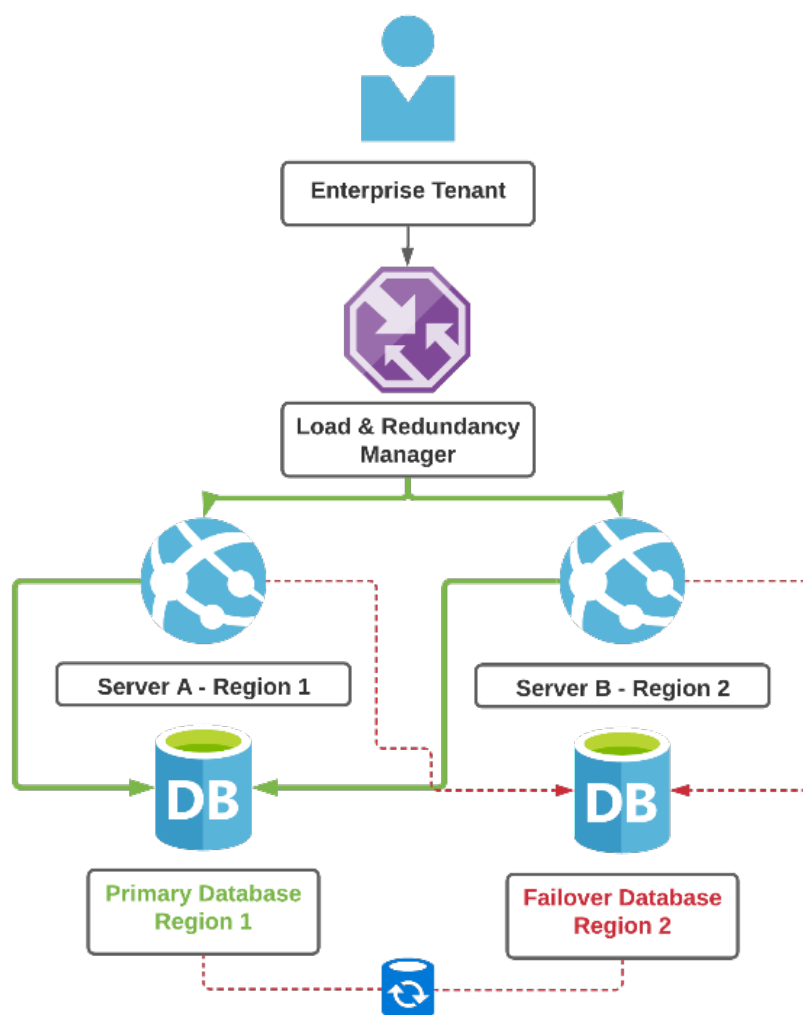 Enterprise Tenant
Load & Redundancy
Manager
Server A - Region 1
Server B - Region 2
DB
DB
Primary Database
Region 1
Failover Database
Region 2